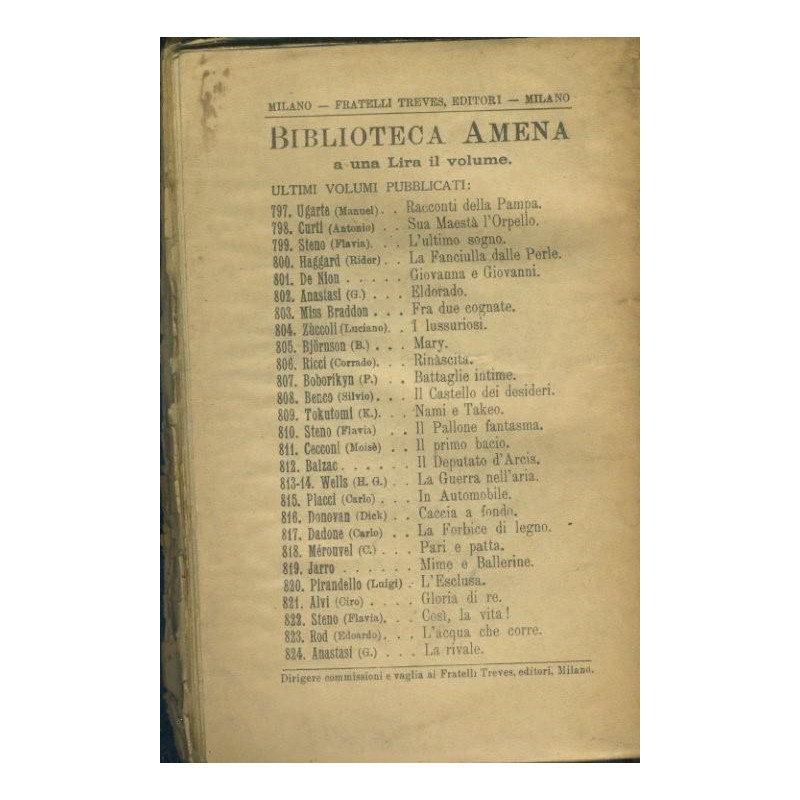 MILANO — FRATELLI TREVES, EDITORI — MILANO
BIBLIOTECA AMENA
a una Lira il volume.
ULTIMI VOLUMI PUBBLICATI:
797. Ugarte (Manuel). . . Racconti della Pampa.
798. Curti (Antonio) . . Sua Maestà l'Orpello.
799. Steno (Flavia). . . . L'ultimo sogno.
800. Haggard (Rider) . . La Fanciulla dalle Perle.
801. De Nion . . . . . Giovanna e Giovanni.
802. Anastasi (G.) . . . . Eldorado.
803. Miss Braddon . . . Fra due cognate.
804. Zùccoli (Luciano). . I lussuriosi.
805. Björnson (B.) . . . . Mary.
806. Ricci (Corrado). . . Rinàscita.
807. Boborikyn (P.) . . Battaglie intime.
808. Benco (Silvio). . . . Il Castello dei desideri.
809. Tokutomi (K.). . . . Nami e Takeo.
810. Steno (Flavia) . . Il Pallone fantasma.
811. Cecconi (Moisè) . . Il primo bacio.
812. Balzac . . . . . . Il Deputato d'Arcis.
813-14. Wells (H. G.) . . La Guerra nell'aria.
815. Placci (Carlo) . . . In Automobile.
816. Donovan (Dick) . . Caccia a fondo.
817. Dadone (Carlo) . . La Forbice di legno.
818. Mérouvel (C.) . . . . Pari e patta.
819. Jarro . . . . . . Mime e Ballerine.
820. Pirandello (Luigi) . L'Esclusa.
821. Alvi (Ciro) . . . . Gloria di re.
822. Steno (Flavia). . . . Così, la vita!
823. Rod (Edoardo). . . . L'acqua che corre.
824. Anastasi (G.) . . . . La rivale.
Dirigere commissioni e vaglia ai Fratelli Treves, editori, Milano.